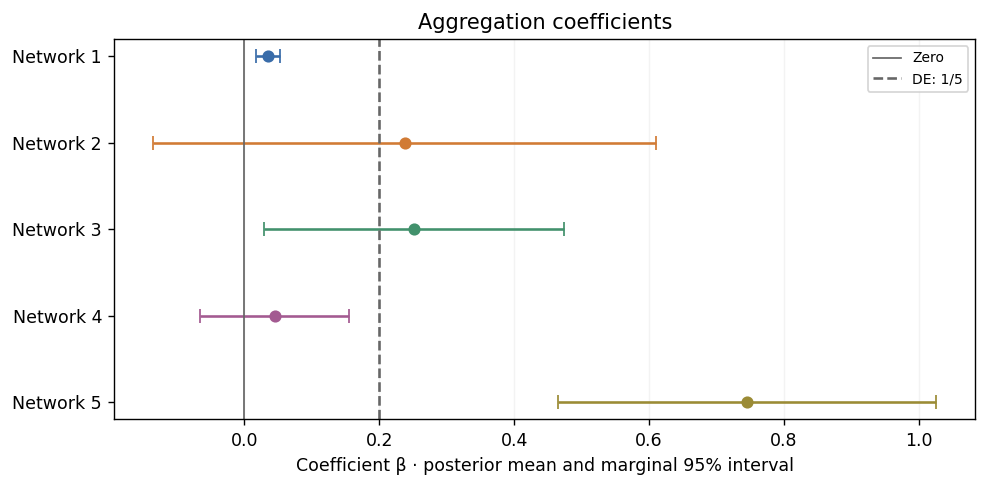 Aggregation coefficients
Zero
DE: 1/5
Network 1
Network 2
Network 3
Network 4
Network 5
0.0 0.2 0.4 0.6 0.8 1.0
Coefficient β · posterior mean and marginal 95% interval